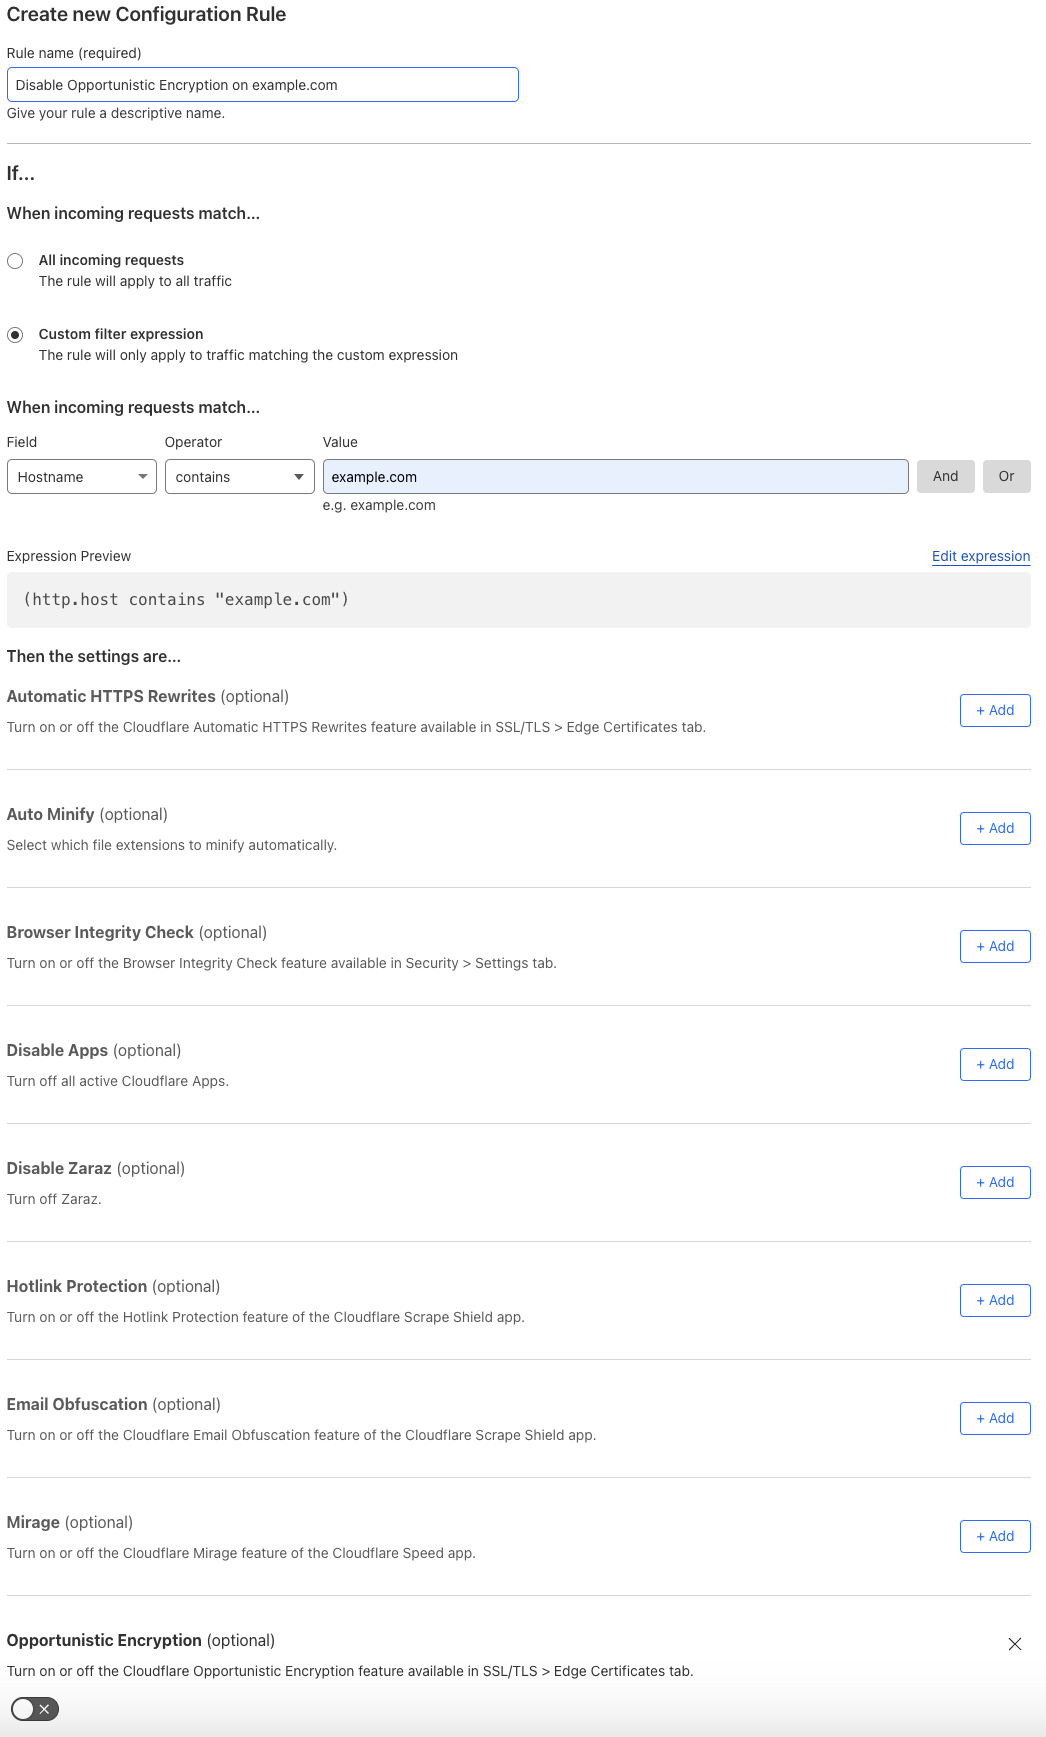 Create new Configuration Rule
Rule name (required)
Disable Opportunistic Encryption on example.com
Give your rule a descriptive name.
If...
When incoming requests match...
All incoming requests
The rule will apply to all traffic
Custom filter expression
The rule will only apply to traffic matching the custom expression
When incoming requests match...
Field Operator Value
Hostname contains example.com And Or
e.g. example.com
Expression Preview Edit expression
(http.host contains "example.com")
Then the settings are...
Automatic HTTPS Rewrites (optional)
+ Add
Turn on or off the Cloudflare Automatic HTTPS Rewrites feature available in SSL/TLS > Edge Certificates tab.
Auto Minify (optional)
+ Add
Select which file extensions to minify automatically.
Browser Integrity Check (optional)
+ Add
Turn on or off the Browser Integrity Check feature available in Security > Settings tab.
Disable Apps (optional)
+ Add
Turn off all active Cloudflare Apps.
Disable Zaraz (optional)
+ Add
Turn off Zaraz.
Hotlink Protection (optional)
+ Add
Turn on or off the Hotlink Protection feature of the Cloudflare Scrape Shield app.
Email Obfuscation (optional)
+ Add
Turn on or off the Cloudflare Email Obfuscation feature of the Cloudflare Scrape Shield app.
Mirage (optional)
+ Add
Turn on or off the Cloudflare Mirage feature of the Cloudflare Speed app.
Opportunistic Encryption (optional)
Turn on or off the Cloudflare Opportunistic Encryption feature available in SSL/TLS > Edge Certificates tab.